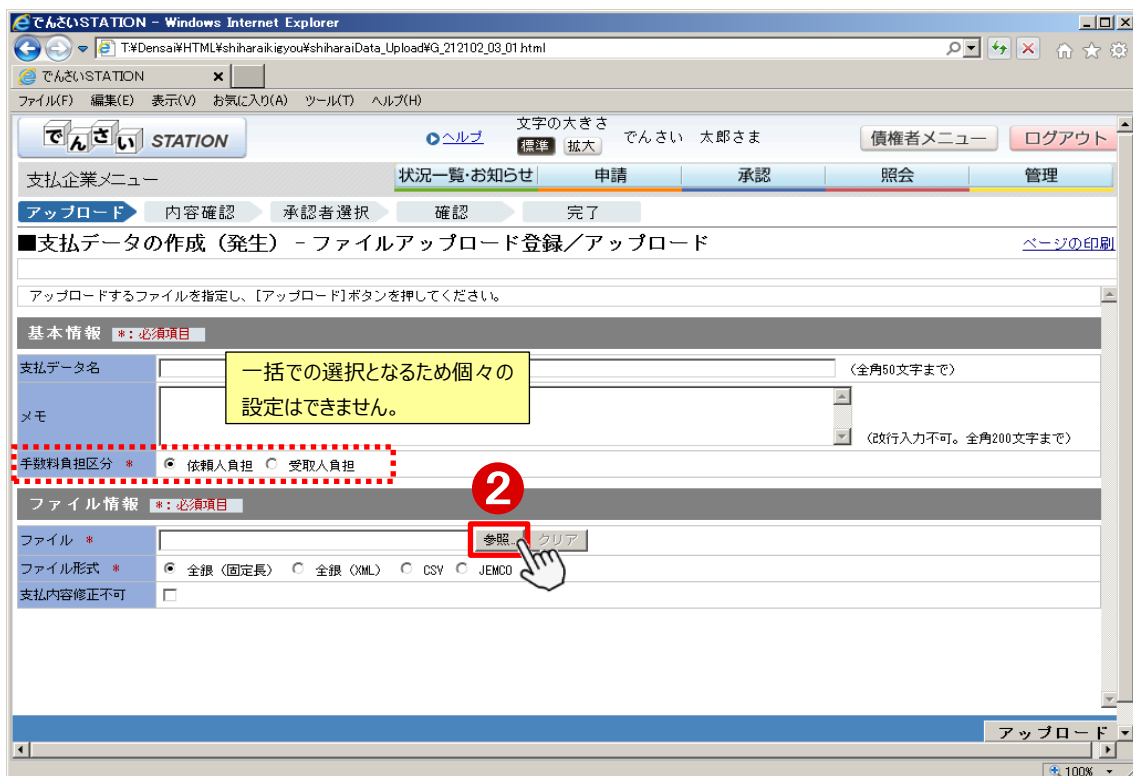 でんさいSTATION - Windows Internet Explorer
T:¥Densai¥HTML¥shiharaikigyou¥shiharaiData_Upload¥G_212102_03_01.html
でんさいSTATION
ファイル(F) 編集(E) 表示(V) お気に入り(A) ツール(T) ヘルプ(H)
でんさい STATION
ヘルプ
文字の大きさ
標準 拡大
でんさい 太郎さま
債権者メニュー
ログアウト
支払企業メニュー
状況一覧・お知らせ 申請 承認 照会 管理
アップロード 内容確認 承認者選択 確認 完了
■支払データの作成（発生）－ファイルアップロード登録／アップロード
ページの印刷
アップロードするファイルを指定し、[アップロード]ボタンを押してください。
基本情報 *：必須項目
支払データ名 （全角50文字まで）
一括での選択となるため個々の
設定はできません。
メモ （改行入力不可。全角200文字まで）
手数料負担区分 * 依頼人負担 受取人負担
2
ファイル情報 *：必須項目
ファイル * 参照... クリア
ファイル形式 * 全銀（固定長） 全銀（XML） CSV JEMCO
支払内容修正不可
アップロード
100%